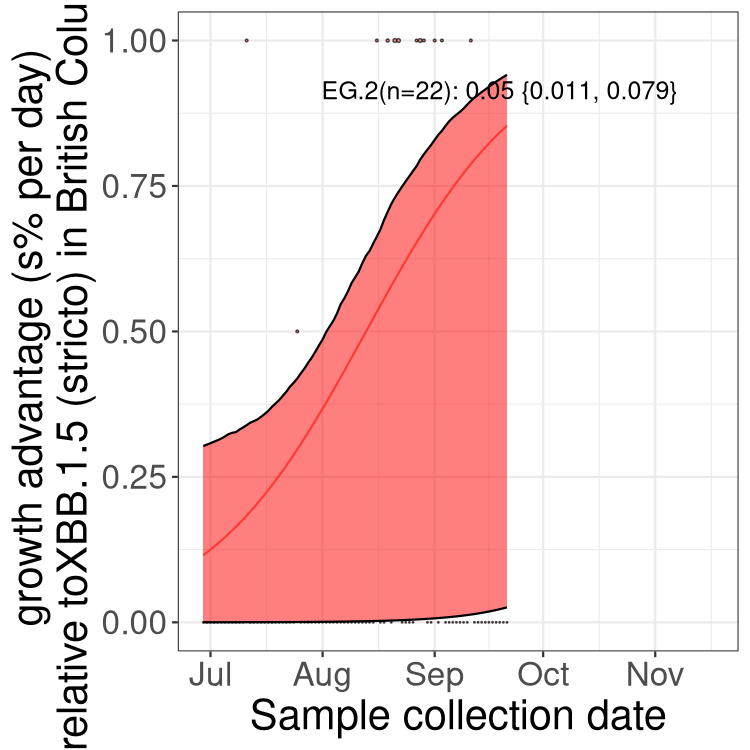 growth advantage (s% per day)
relative toXBB.1.5 (stricto) in British Colu
1.00
0.75
0.50
0.25
0.00
EG.2(n=22): 0.05 {0.011, 0.079}
Jul Aug Sep Oct Nov
Sample collection date